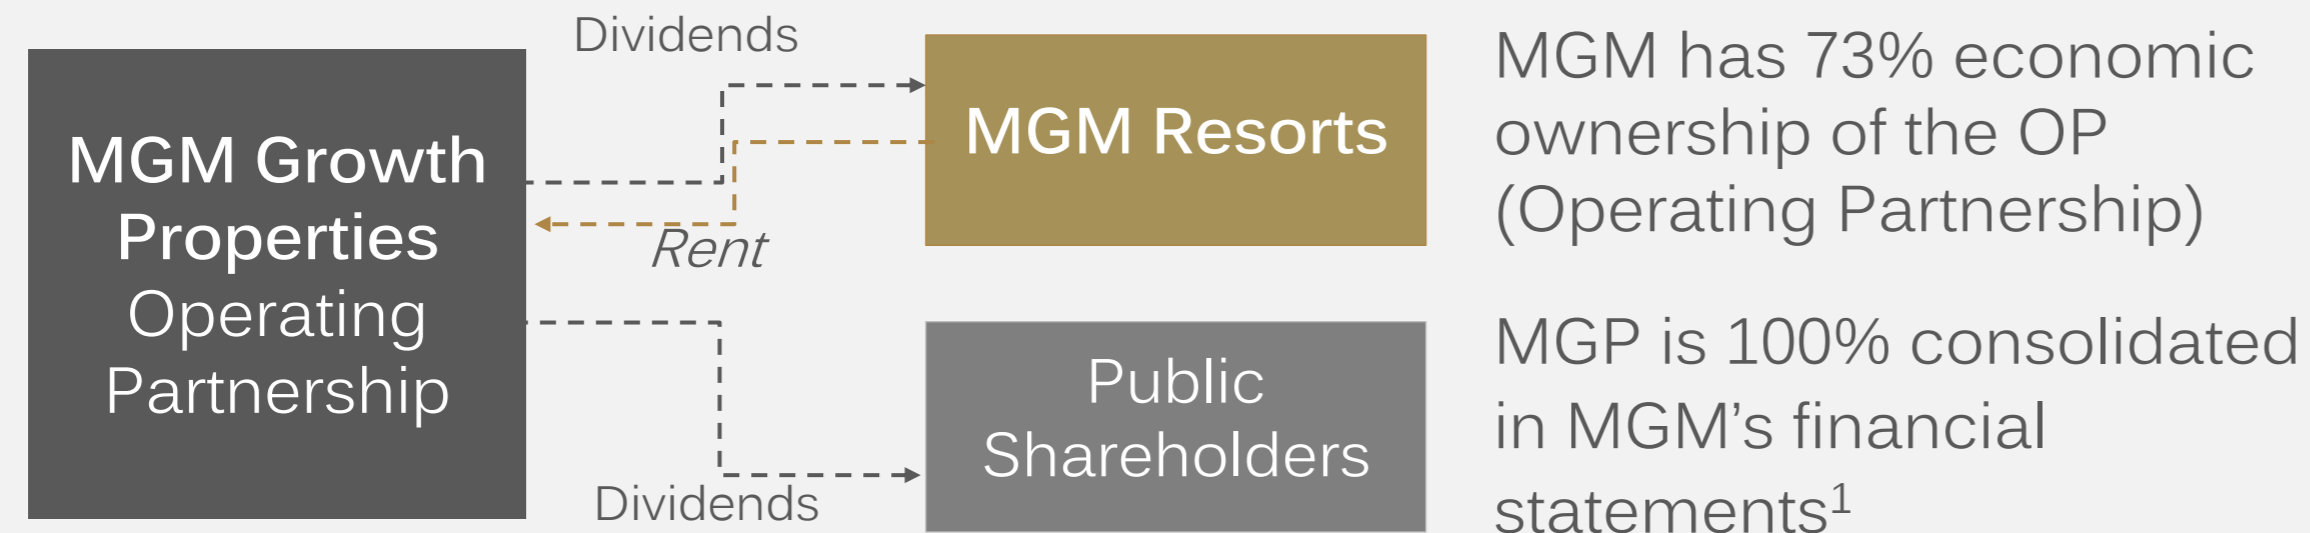 Dividends
MGM Growth
Properties
Operating
Partnership
Rent
Dividends
MGM Resorts
Public
Shareholders
MGM has 73% economic
ownership of the OP
(Operating Partnership)
MGP is 100% consolidated
in MGM’s financial
statements¹